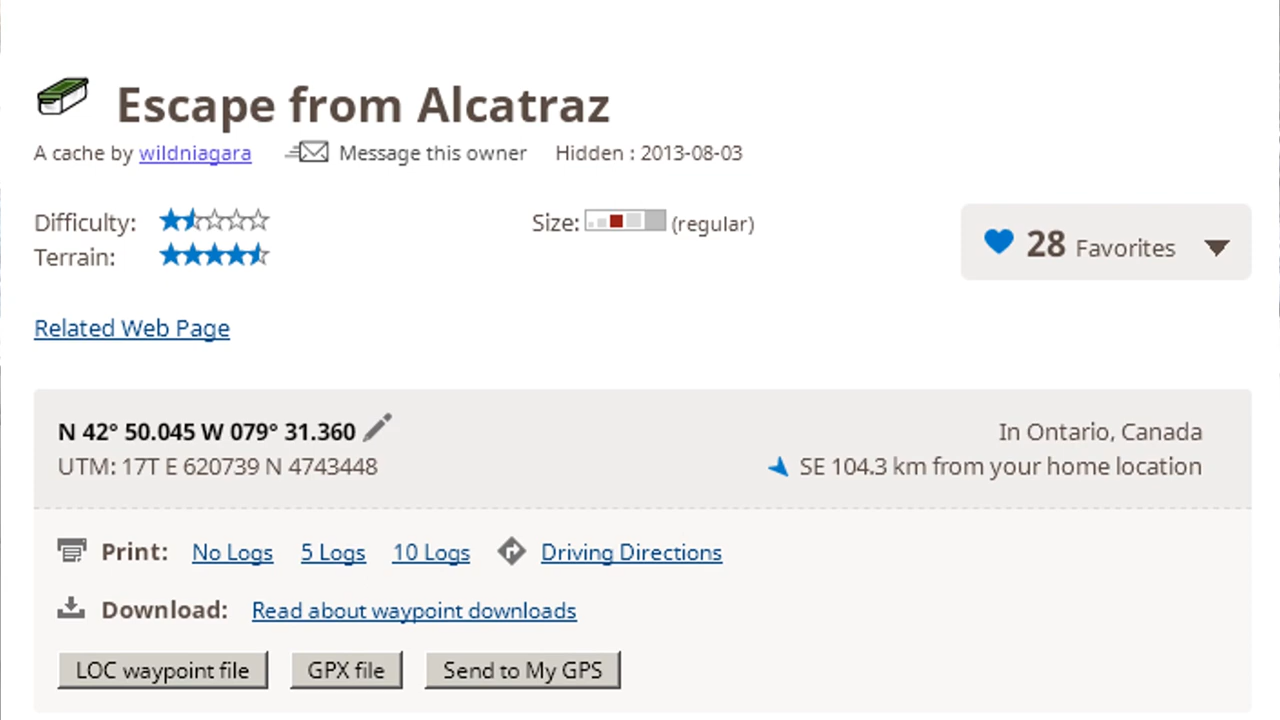 Escape from Alcatraz
A cache by wildniagara Message this owner Hidden : 2013-08-03
Difficulty: Size: (regular)
28 Favorites
Terrain:
Related Web Page
N 42° 50.045 W 079° 31.360 In Ontario, Canada
UTM: 17T E 620739 N 4743448 SE 104.3 km from your home location
Print: No Logs 5 Logs 10 Logs Driving Directions
Download: Read about waypoint downloads
LOC waypoint file GPX file Send to My GPS